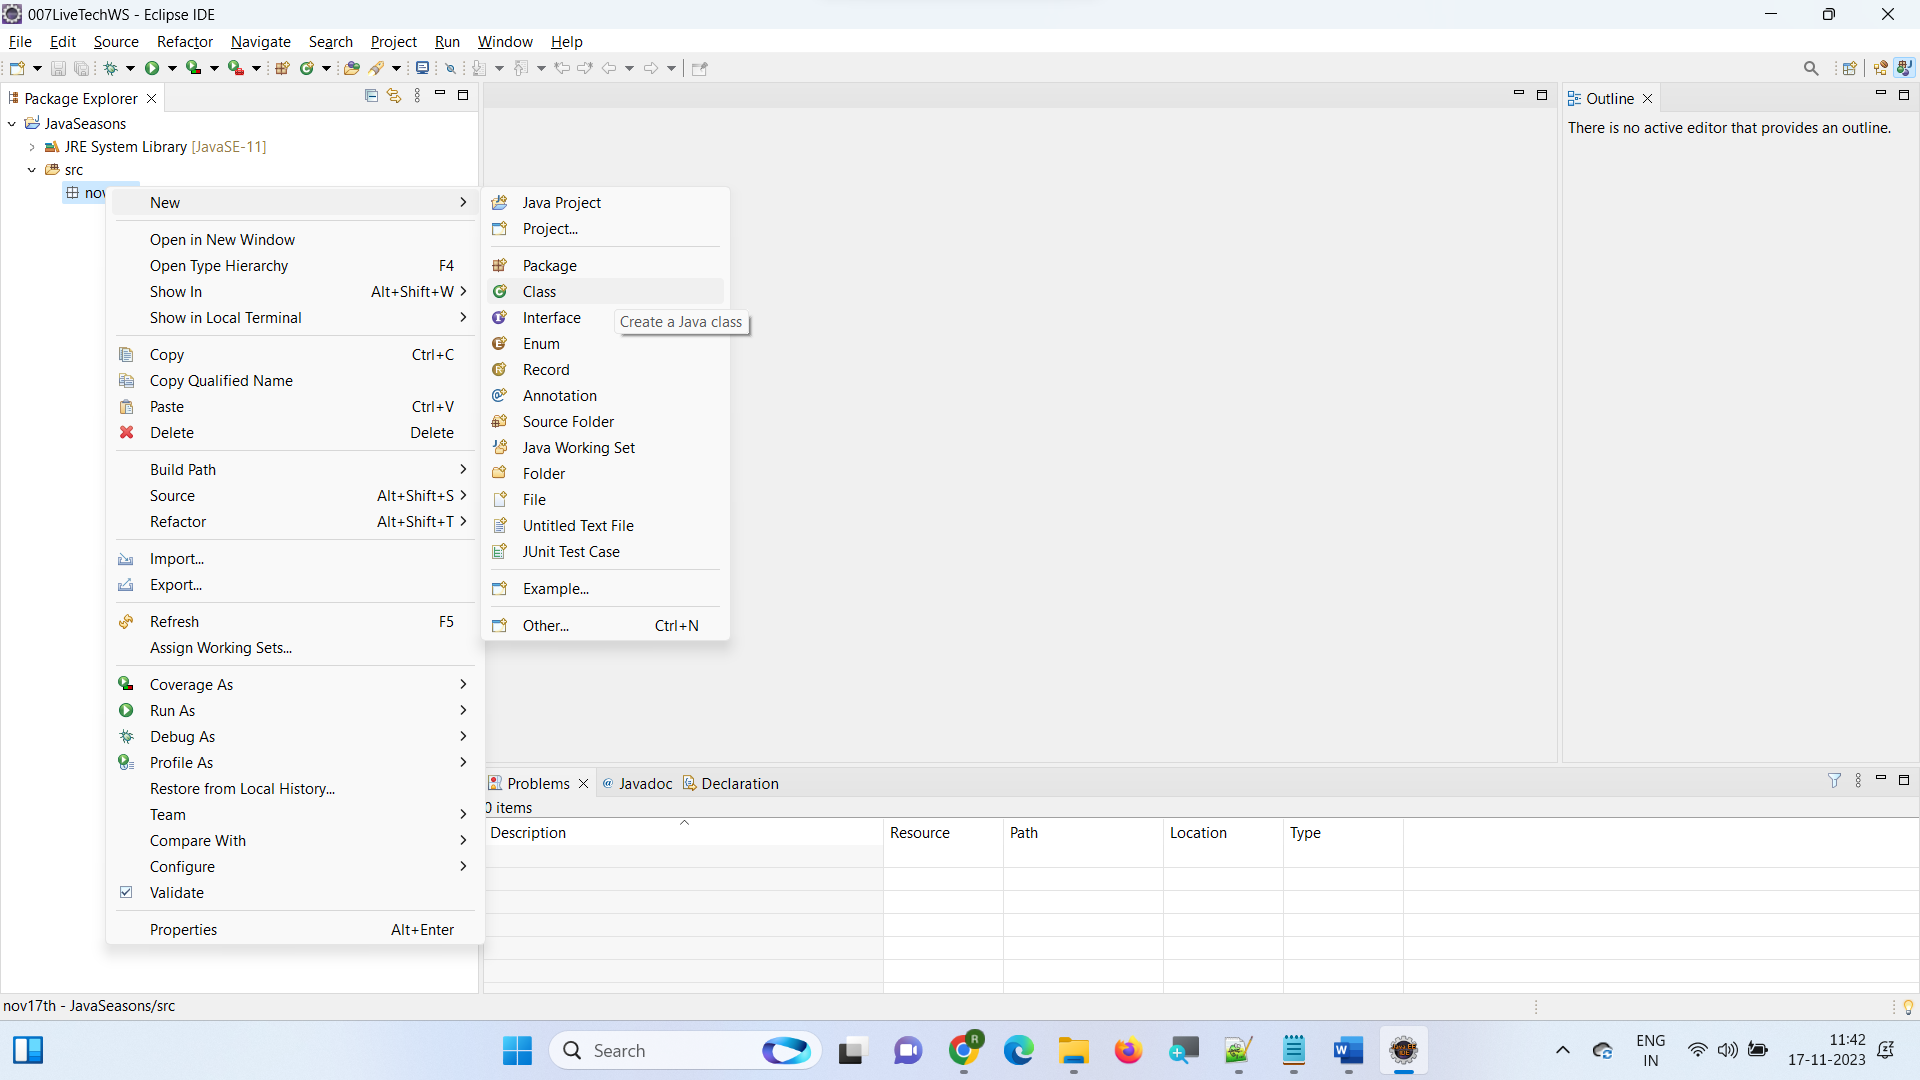 007LiveTechWS - Eclipse IDE
File Edit Source Refactor Navigate Search Project Run Window Help
Package Explorer
JavaSeasons
JRE System Library [JavaSE-11]
src
nov
New
Open in New Window
Open Type Hierarchy F4
Show In Alt+Shift+W
Show in Local Terminal
Copy Ctrl+C
Copy Qualified Name
Paste Ctrl+V
Delete Delete
Build Path
Source Alt+Shift+S
Refactor Alt+Shift+T
Import...
Export...
Refresh F5
Assign Working Sets...
Coverage As
Run As
Debug As
Profile As
Restore from Local History...
Team
Compare With
Configure
Validate
Properties Alt+Enter
Java Project
Project...
Package
Class
Interface
Create a Java class
Enum
Record
Annotation
Source Folder
Java Working Set
Folder
File
Untitled Text File
JUnit Test Case
Example...
Other... Ctrl+N
Outline
There is no active editor that provides an outline.
Problems Javadoc Declaration
0 items
Description Resource Path Location Type
nov17th - JavaSeasons/src
Search
R
ENG
IN
11:42
17-11-2023